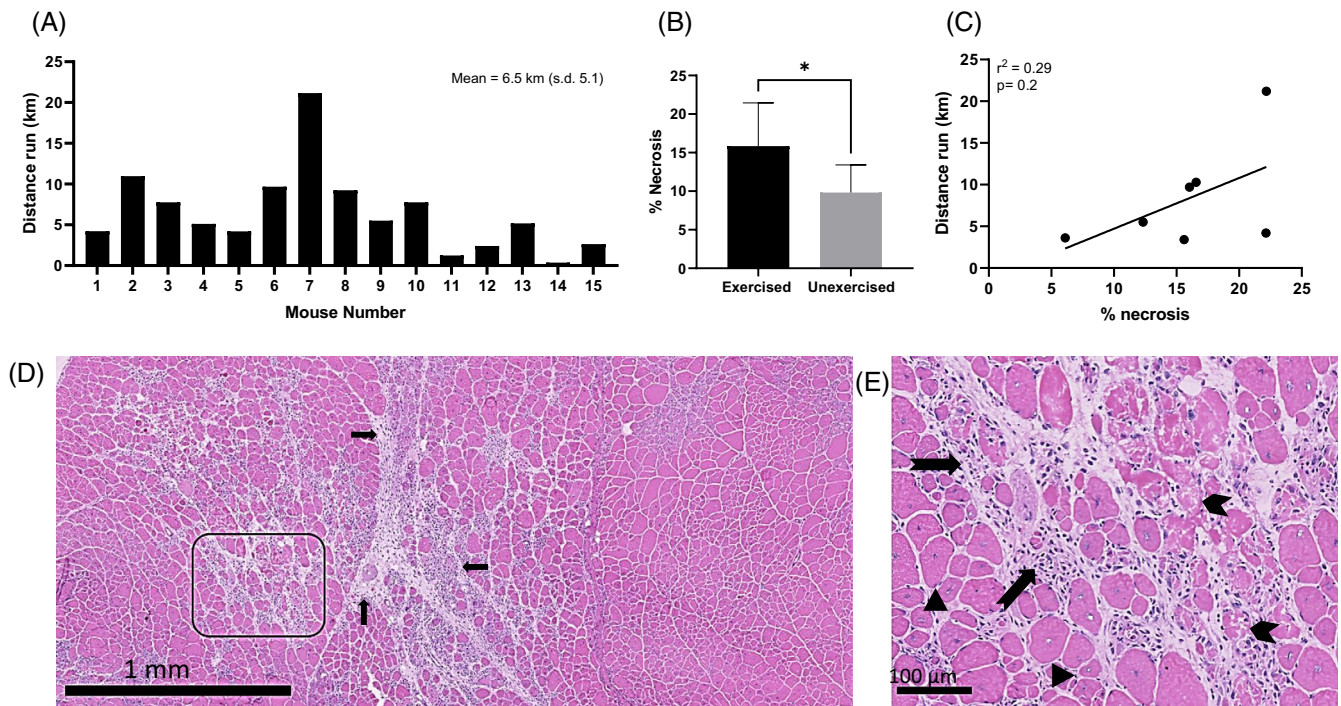 (A)
Distance run (km)
25
20
15
10
5
0
Mean = 6.5 km (s.d. 5.1)
1 2 3 4 5 6 7 8 9 10 11 12 13 14 15
Mouse Number
(B)
% Necrosis
25
20
15
10
5
0
*
Exercised Unexercised
(C)
Distance run (km)
25
20
15
10
5
0
r² = 0.29
p= 0.2
0 5 10 15 20 25
% necrosis
(D)
1 mm
(E)
100 µm